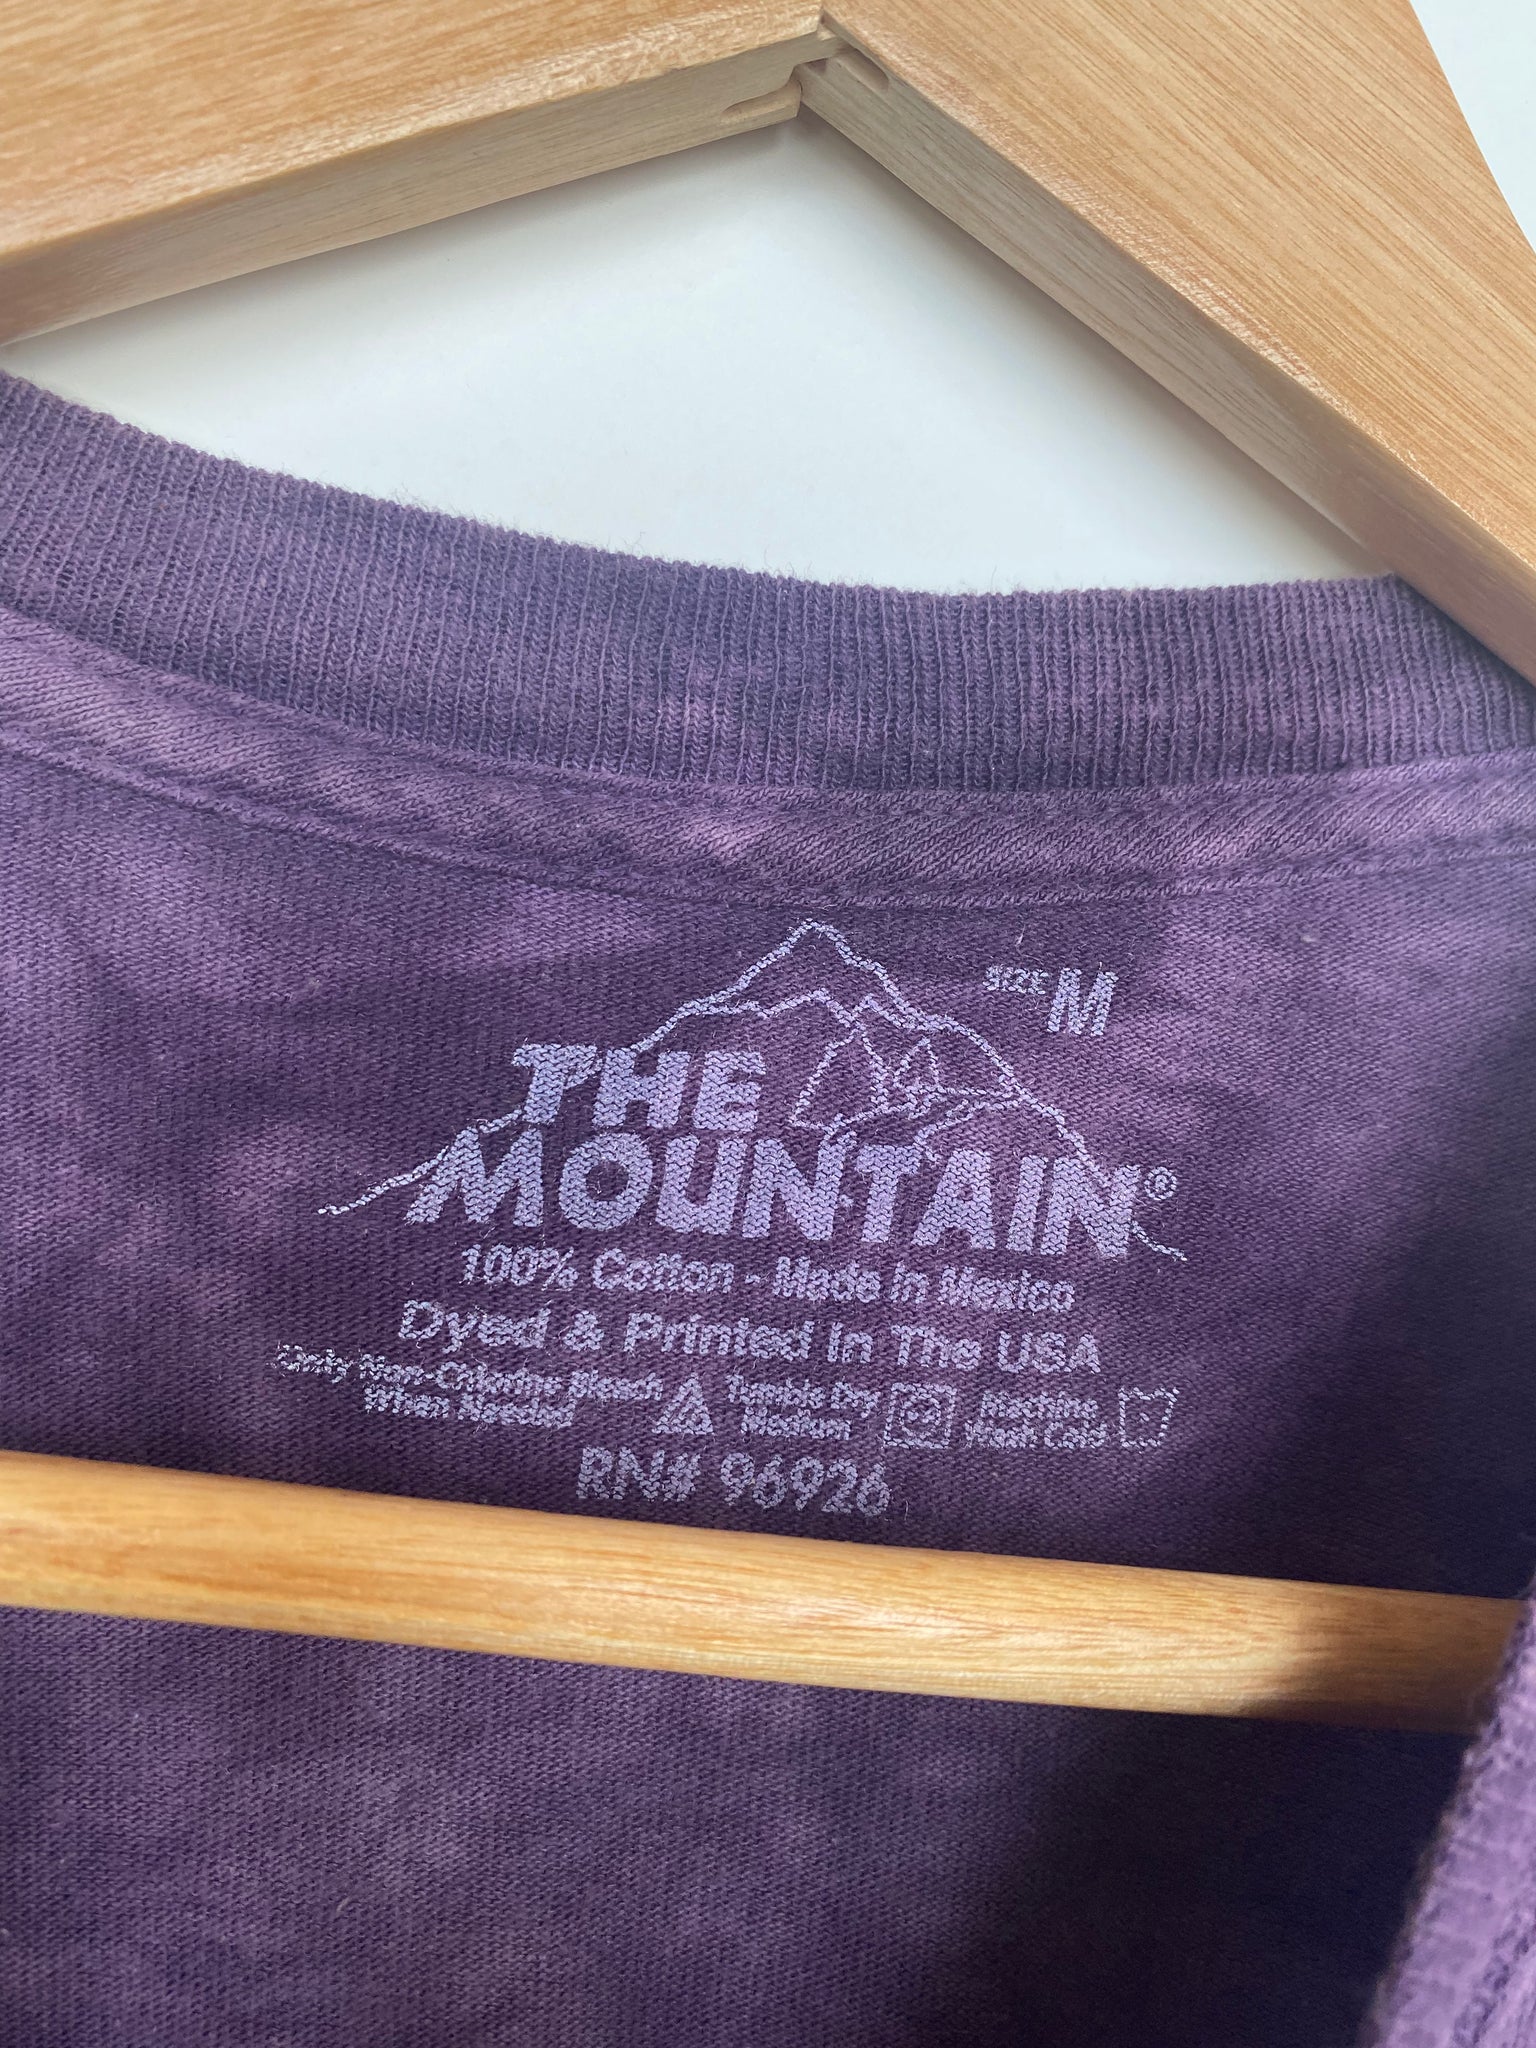 SIZE M
THE
MOUNTAIN®
100% Cotton - Made in Mexico
Dyed & Printed in The USA
Only Non-Chlorine Bleach
When Needed
Tumble Dry
Medium
Machine
Wash Cold
RN# 96926